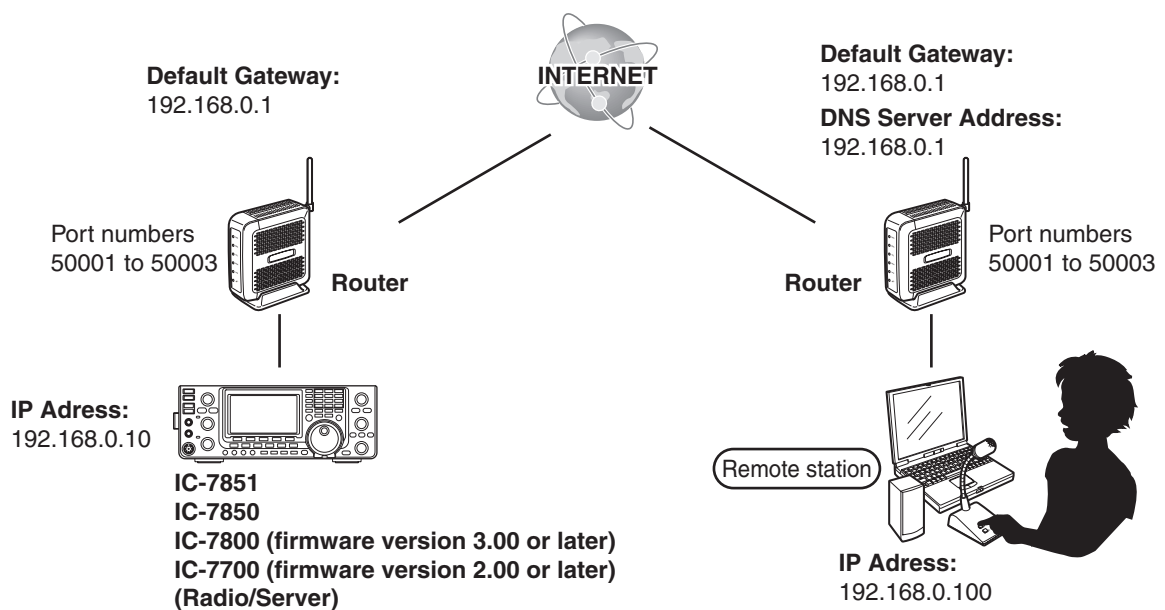 INTERNET
Default Gateway:
192.168.0.1
Default Gateway:
192.168.0.1
DNS Server Address:
192.168.0.1
Port numbers
50001 to 50003
Router
Router
Port numbers
50001 to 50003
IP Adress:
192.168.0.10
IC-7851
IC-7850
IC-7800 (firmware version 3.00 or later)
IC-7700 (firmware version 2.00 or later)
(Radio/Server)
Remote station
IP Adress:
192.168.0.100